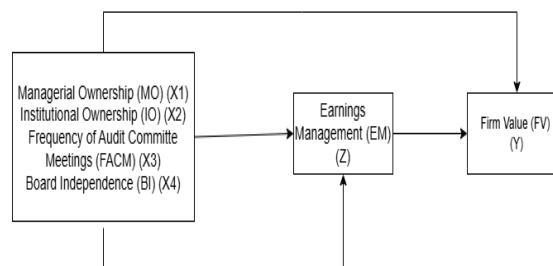 Managerial Ownership (MO) (X1)
Institutional Ownership (IO) (X2)
Frequency of Audit Committe
Meetings (FACM) (X3)
Board Independence (BI) (X4)
Earnings
Management (EM)
(Z)
Firm Value (FV)
(Y)